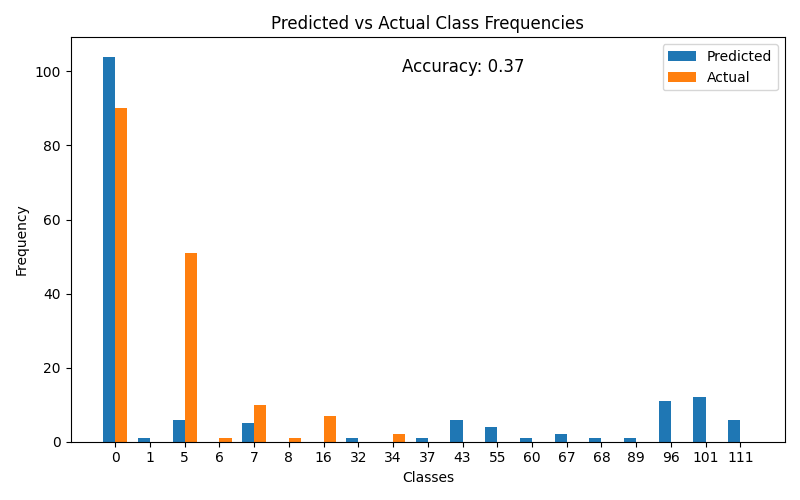 Predicted vs Actual Class Frequencies
Accuracy: 0.37
Predicted
Actual
Frequency
100
80
60
40
20
0
0 1 5 6 7 8 16 32 34 37 43 55 60 67 68 89 96 101 111
Classes